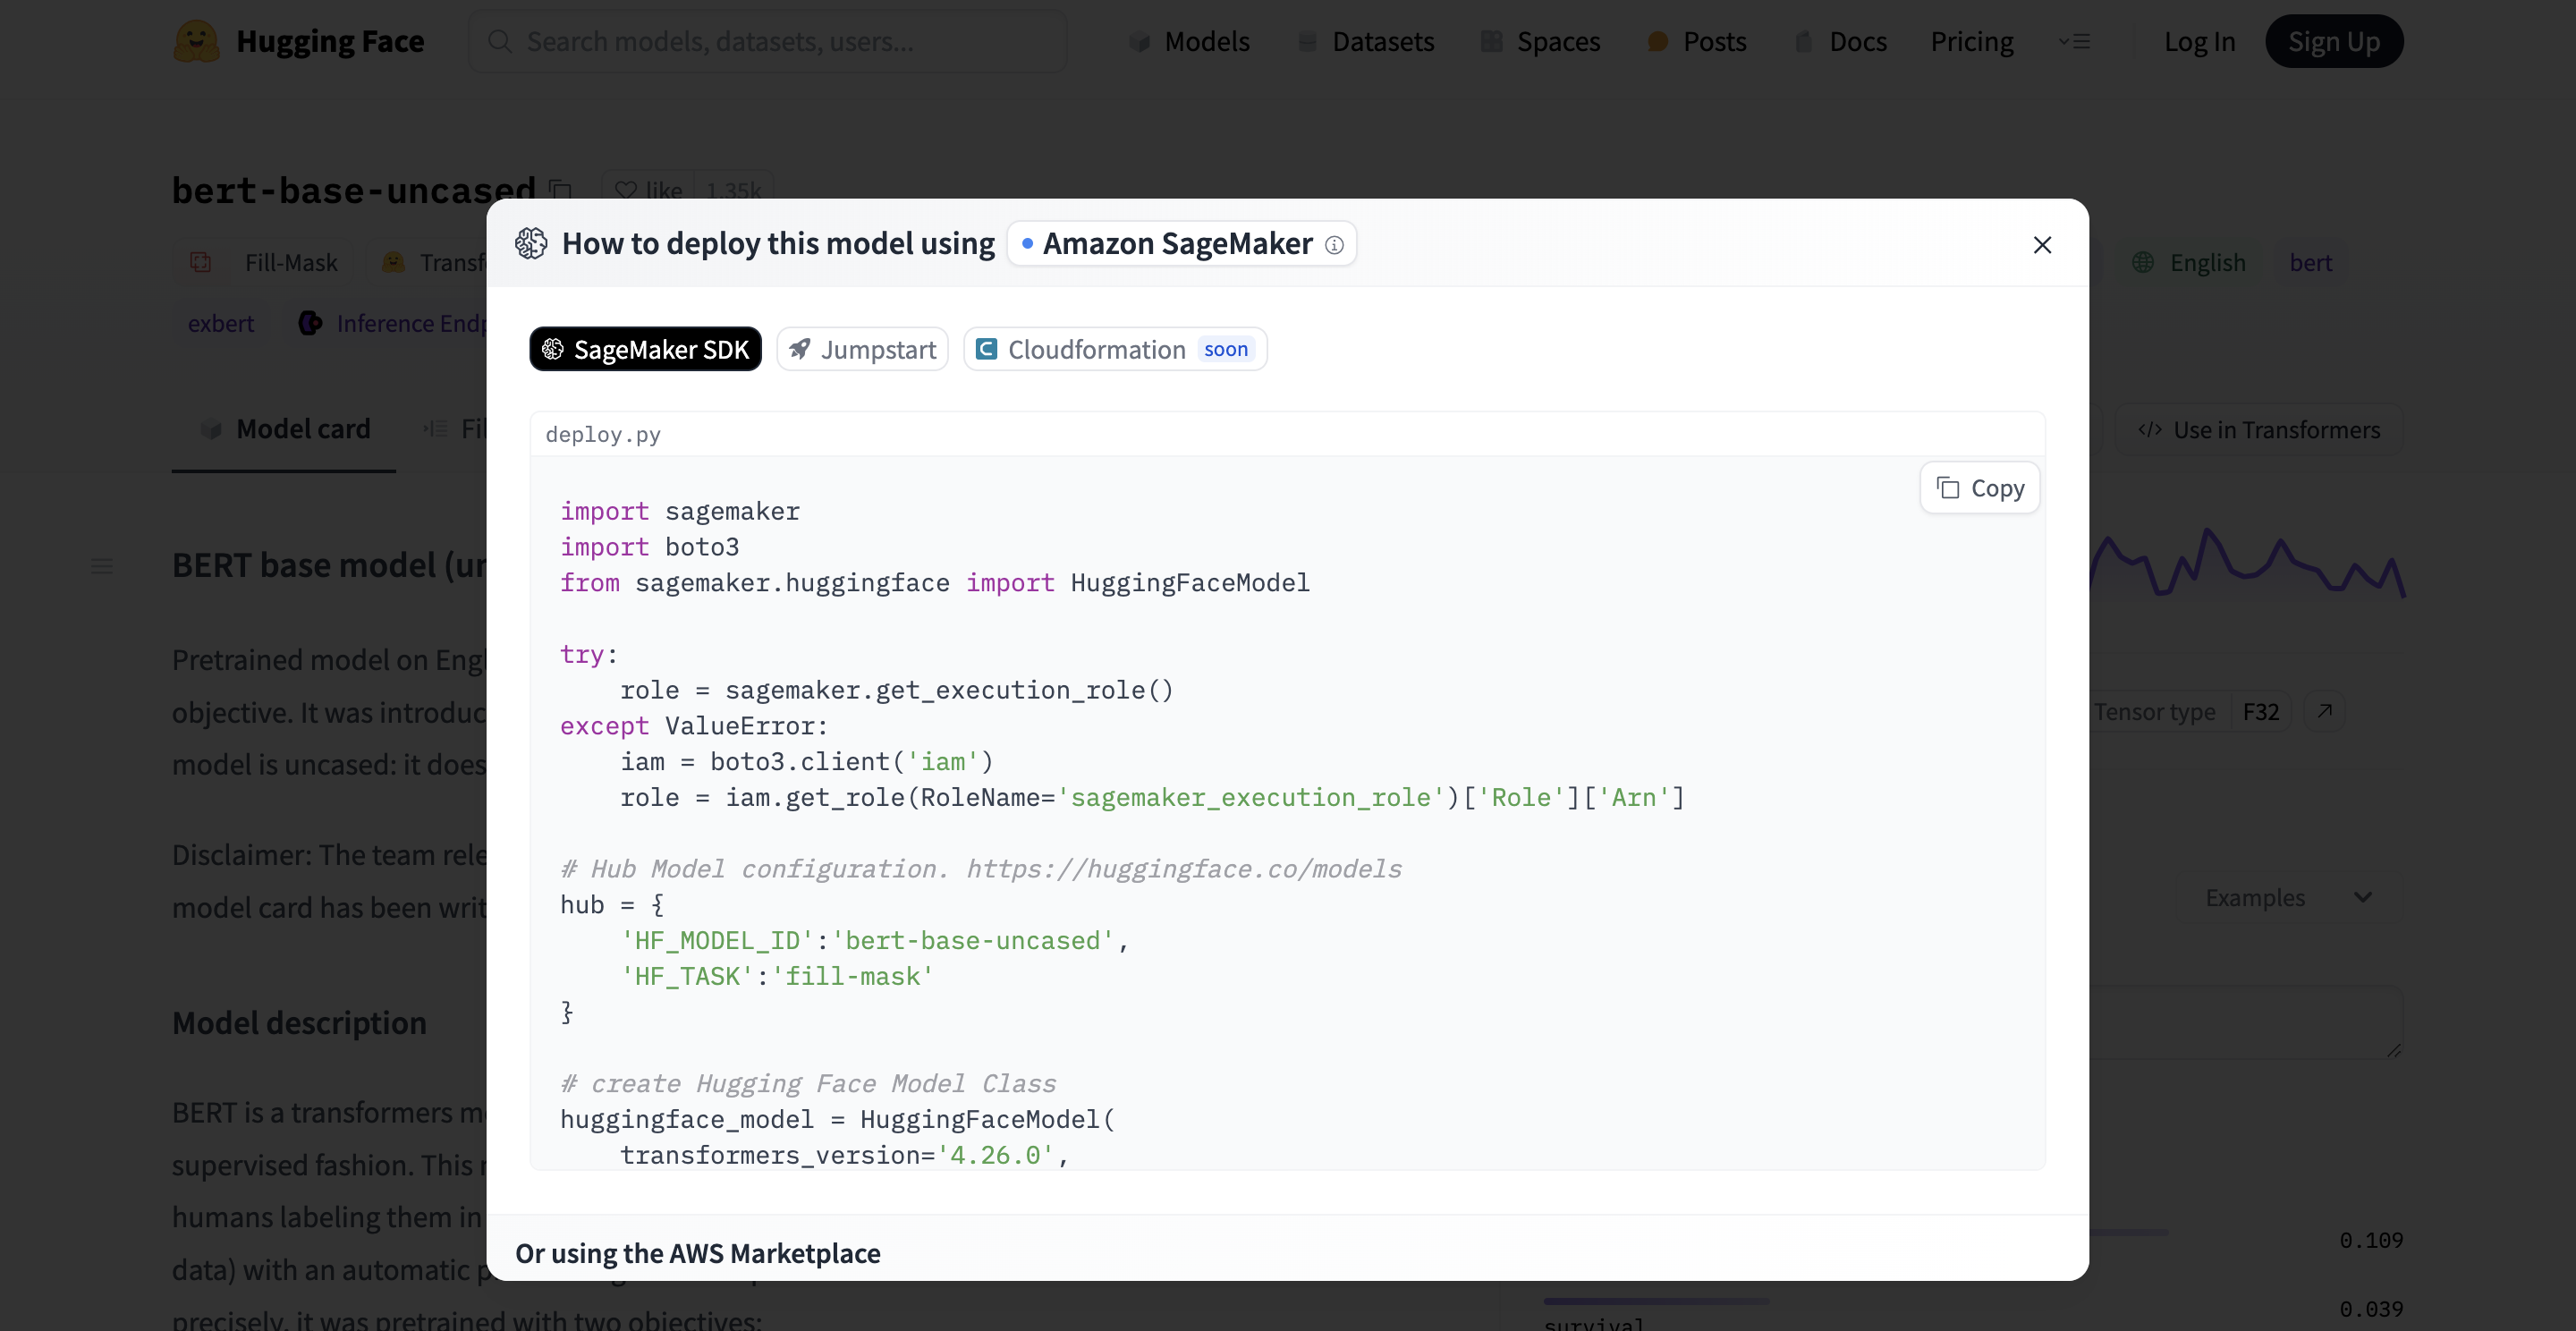 Hugging Face
Search models, datasets, users...
Models
Datasets
Spaces
Posts
Docs
Pricing
Log In
Sign Up
bert-base-uncased
like 1.35k
Fill-Mask
English
bert
exbert
Inference
Model card
Use in Transformers
BERT base model
Pretrained model on
objective. It was
model is uncased: it does
Tensor type F32
Disclaimer: The team
model card has been
Examples
Model description
BERT is a transformers
supervised fashion. This
humans labeling them in
data) with an automatic
precisely, it was pretrained with two objectives:
0.109
0.039
survival
How to deploy this model using Amazon SageMaker
SageMaker SDK
Jumpstart
Cloudformation soon
deploy.py
Copy
import sagemaker
import boto3
from sagemaker.huggingface import HuggingFaceModel
try:
role = sagemaker.get_execution_role()
except ValueError:
iam = boto3.client('iam')
role = iam.get_role(RoleName='sagemaker_execution_role')['Role']['Arn']
# Hub Model configuration. https://huggingface.co/models
hub = {
'HF_MODEL_ID':'bert-base-uncased',
'HF_TASK':'fill-mask'
}
# create Hugging Face Model Class
huggingface_model = HuggingFaceModel(
transformers_version='4.26.0',
Or using the AWS Marketplace